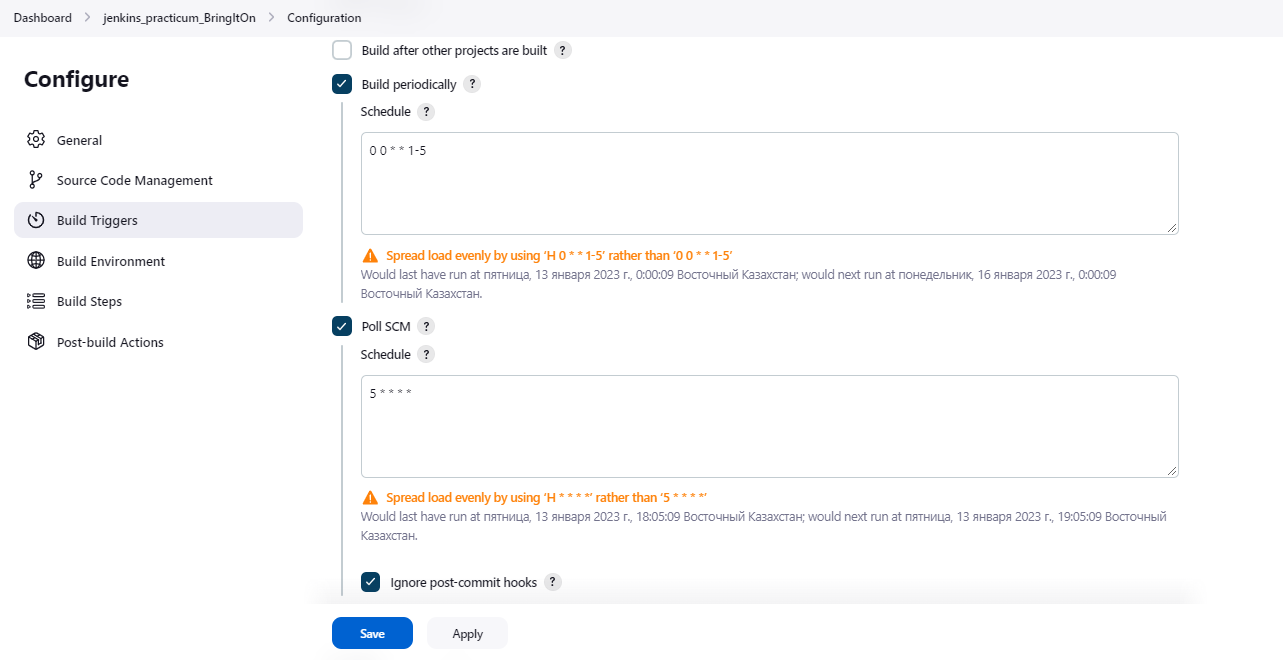 Dashboard > jenkins_practicum_BringItOn > Configuration
Configure
General
Source Code Management
Build Triggers
Build Environment
Build Steps
Post-build Actions
Build after other projects are built ?
Build periodically ?
Schedule ?
0 0 * * 1-5
Spread load evenly by using ‘H 0 * * 1-5’ rather than ‘0 0 * * 1-5’
Would last have run at пятница, 13 января 2023 г., 0:00:09 Восточный Казахстан; would next run at понедельник, 16 января 2023 г., 0:00:09
Восточный Казахстан.
Poll SCM ?
Schedule ?
5 * * * *
Spread load evenly by using ‘H * * * *’ rather than ‘5 * * * *’
Would last have run at пятница, 13 января 2023 г., 18:05:09 Восточный Казахстан; would next run at пятница, 13 января 2023 г., 19:05:09 Восточный
Казахстан.
Ignore post-commit hooks ?
Save
Apply